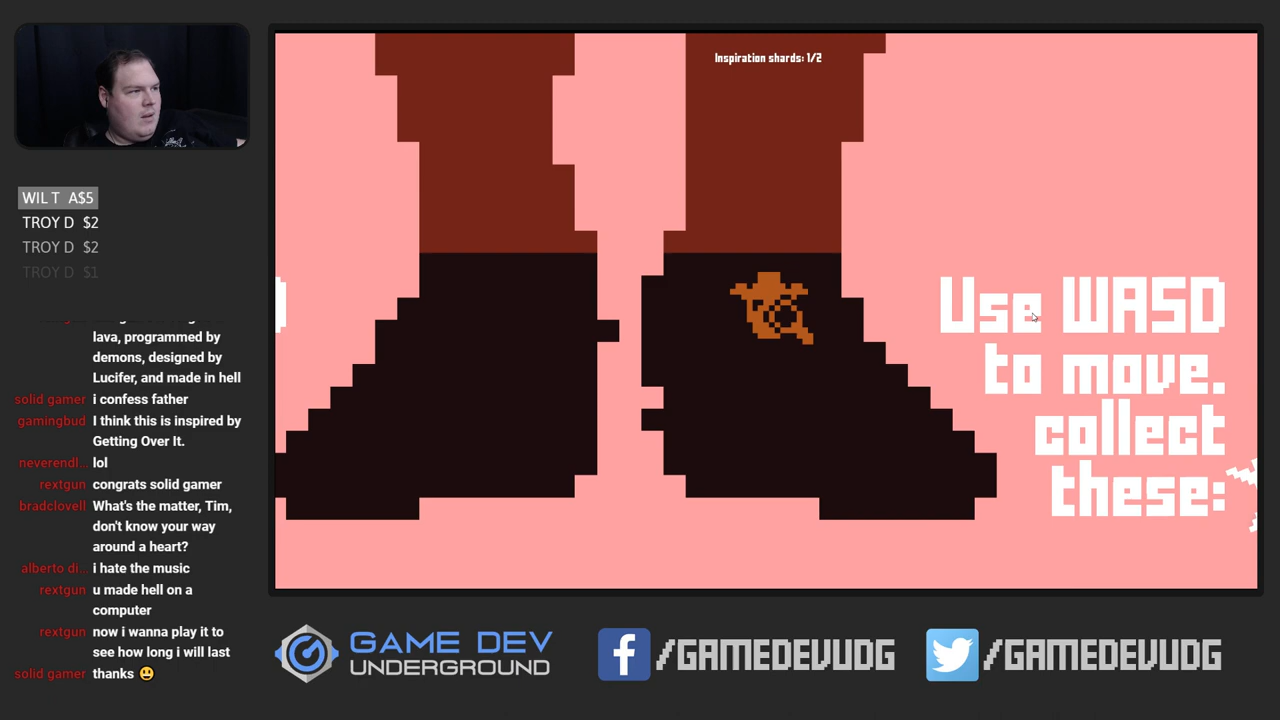 Inspiration shards: 1/2
WIL T A$5
TROY D $2
TROY D $2
TROY D $1
lava, programmed by
demons, designed by
Lucifer, and made in hell
solid gamer i confess father
gamingbud I think this is inspired by
Getting Over It.
neverendl... lol
rextgun congrats solid gamer
bradclovell What's the matter, Tim,
don't know your way
around a heart?
alberto di... i hate the music
rextgun u made hell on a
computer
rextgun now i wanna play it to
see how long i will last
solid gamer thanks 😃
Use WASD
to move.
collect
these:
GAME DEV
UNDERGROUND
/GAMEDEVUDG
/GAMEDEVUDG